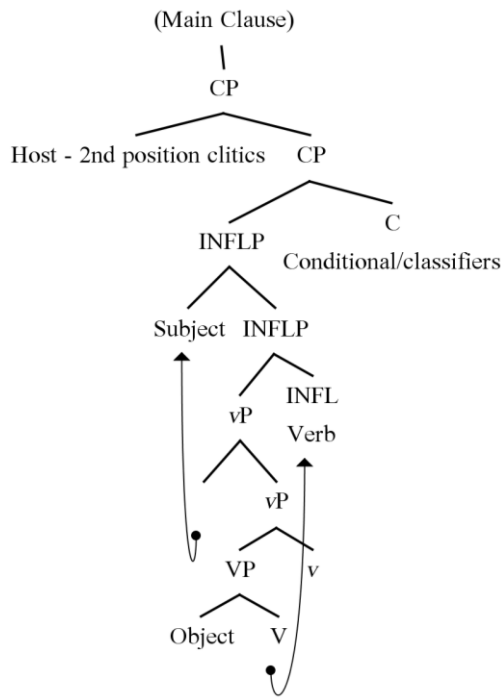 (Main Clause)
CP
Host - 2nd position clitics CP
C
INFLP
Conditional/classifiers
Subject INFLP
INFL
vP
Verb
vP
VP v
Object V